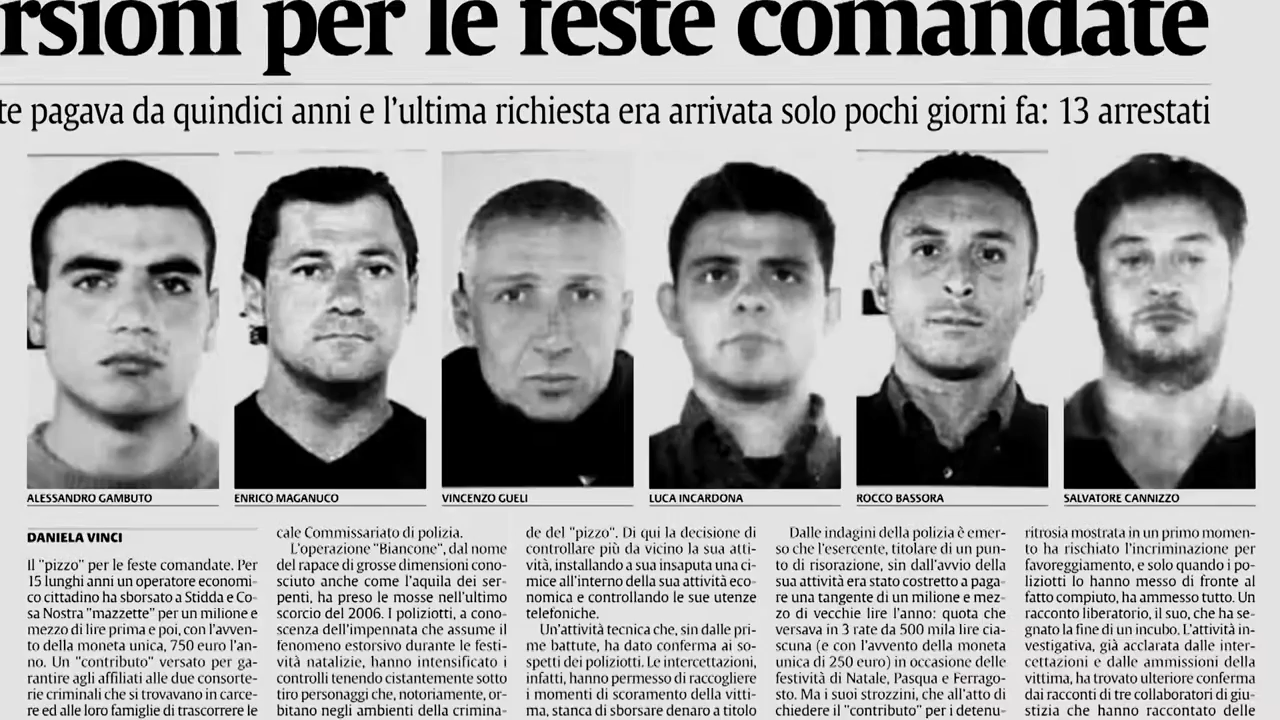 rsioni per le feste comandate
te pagava da quindici anni e l'ultima richiesta era arrivata solo pochi giorni fa: 13 arrestati
ALESSANDRO GAMBUTO
ENRICO MAGANUCO
VINCENZO GUELI
LUCA INCARDONA
ROCCO BASSORA
SALVATORE CANNIZZO
DANIELA VINCI
Il "pizzo" per le feste comandate. Per
15 lunghi anni un operatore economi-
co cittadino ha sborsato a Stidda e Co-
sa Nostra "mazzette" per un milione e
mezzo di lire prima e poi, con l'avven-
to della moneta unica, 750 euro l'an-
no. Un "contributo" versato per ga-
rantire agli affiliati alle due consorte-
rie criminali che si trovavano in carce-
re ed alle loro famiglie di trascorrere le
cale Commissariato di polizia.
L'operazione "Biancone", dal nome
del rapace di grosse dimensioni cono-
sciuto anche come l'aquila dei ser-
penti, ha preso le mosse nell'ultimo
scorcio del 2006. I poliziotti, a cono-
scenza dell'impennata che assume il
fenomeno estorsivo durante le festi-
vità natalizie, hanno intensificato i
controlli tenendo cistantemente sotto
tiro personaggi che, notoriamente, or-
bitano negli ambienti della crimina-
de del "pizzo". Di qui la decisione di
controllare più da vicino la sua atti-
vità, installando a sua insaputa una ci-
mice all'interno della sua attività eco-
nomica e controllando le sue utenze
telefoniche.
Un'attività tecnica che, sin dalle pri-
me battute, ha dato conferma ai so-
spetti dei poliziotti. Le intercettazioni,
infatti, hanno permesso di raccogliere
i momenti di scoramento della vitti-
ma, stanca di sborsare denaro a titolo
Dalle indagini della polizia è emer-
so che l'esercente, titolare di un pun-
to di risorazione, sin dall'avvio della
sua attività era stato costretto a paga-
re una tangente di un milione e mez-
zo di vecchie lire l'anno: quota che
versava in 3 rate da 500 mila lire cia-
scuna (e con l'avvento della moneta
unica di 250 euro) in occasione delle
festività di Natale, Pasqua e Ferrago-
sto. Ma i suoi strozzini, che all'atto di
chiedere il "contributo" per i detenu-
ritrosia mostrata in un primo momen-
to ha rischiato l'incriminazione per
favoreggiamento, e solo quando i po-
liziotti lo hanno messo di fronte al
fatto compiuto, ha ammesso tutto. Un
racconto liberatorio, il suo, che ha se-
gnato la fine di un incubo. L'attività in-
vestigativa, già acclarata dalle inter-
cettazioni e dalle ammissioni della
vittima, ha trovato ulteriore conferma
dai racconti di tre collaboratori di giu-
stizia che hanno raccontato delle